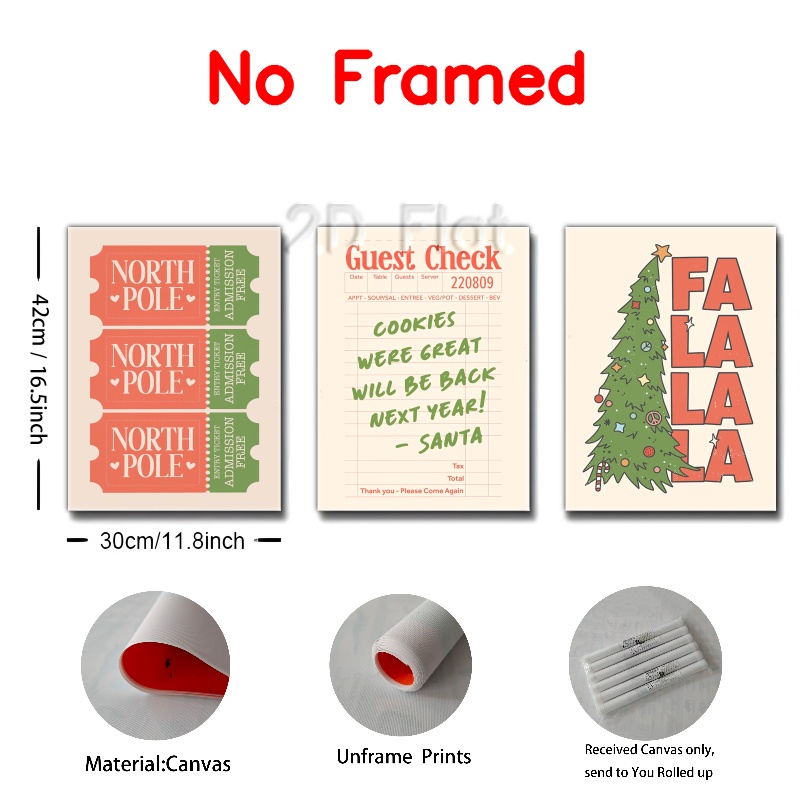 No Framed
2D Flat
42cm / 16.5inch
30cm/11.8inch
NORTH
POLE
ENTRY TICKET
ADMISSION
FREE
NORTH
POLE
ENTRY TICKET
ADMISSION
FREE
NORTH
POLE
ENTRY TICKET
ADMISSION
FREE
Guest Check
Date Table Guests Server
220809
APPT - SOUP/SAL - ENTREE - VEG/POT - DESSERT - BEV
COOKIES
WERE GREAT
WILL BE BACK
NEXT YEAR!
- SANTA
Tax
Total
Thank you - Please Come Again
FA
LA
LA
LA
Material:Canvas
Unframe Prints
Received Canvas only,
send to You Rolled up